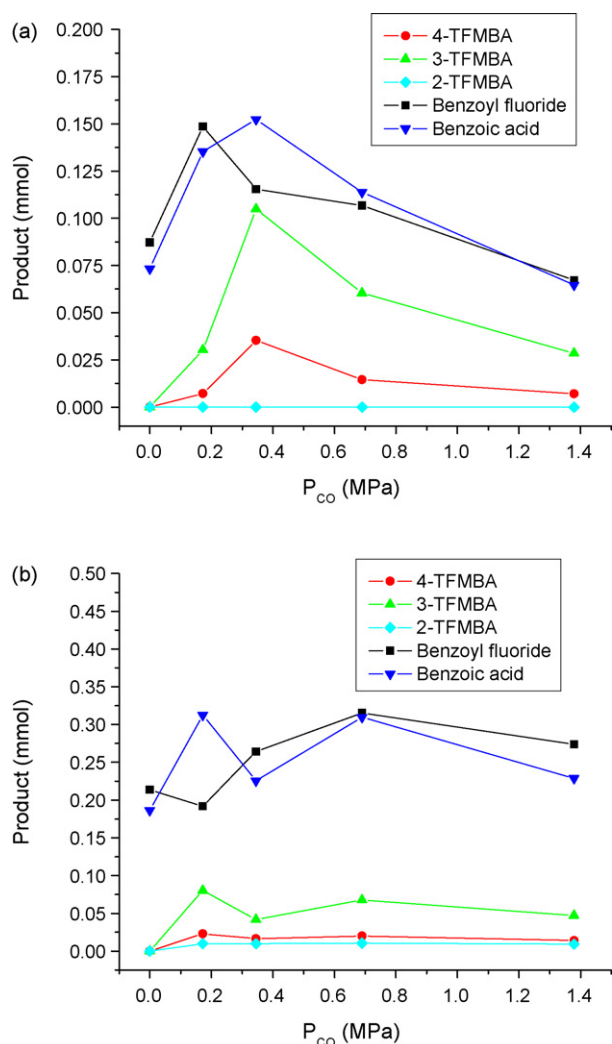 (a)
0.200
0.175
0.150
0.125
0.100
0.075
0.050
0.025
0.000
Product (mmol)
4-TFMBA
3-TFMBA
2-TFMBA
Benzoyl fluoride
Benzoic acid
0.0 0.2 0.4 0.6 0.8 1.0 1.2 1.4
P_CO (MPa)
(b)
0.50
0.45
0.40
0.35
0.30
0.25
0.20
0.15
0.10
0.05
0.00
Product (mmol)
4-TFMBA
3-TFMBA
2-TFMBA
Benzoyl fluoride
Benzoic acid
0.0 0.2 0.4 0.6 0.8 1.0 1.2 1.4
P_CO (MPa)